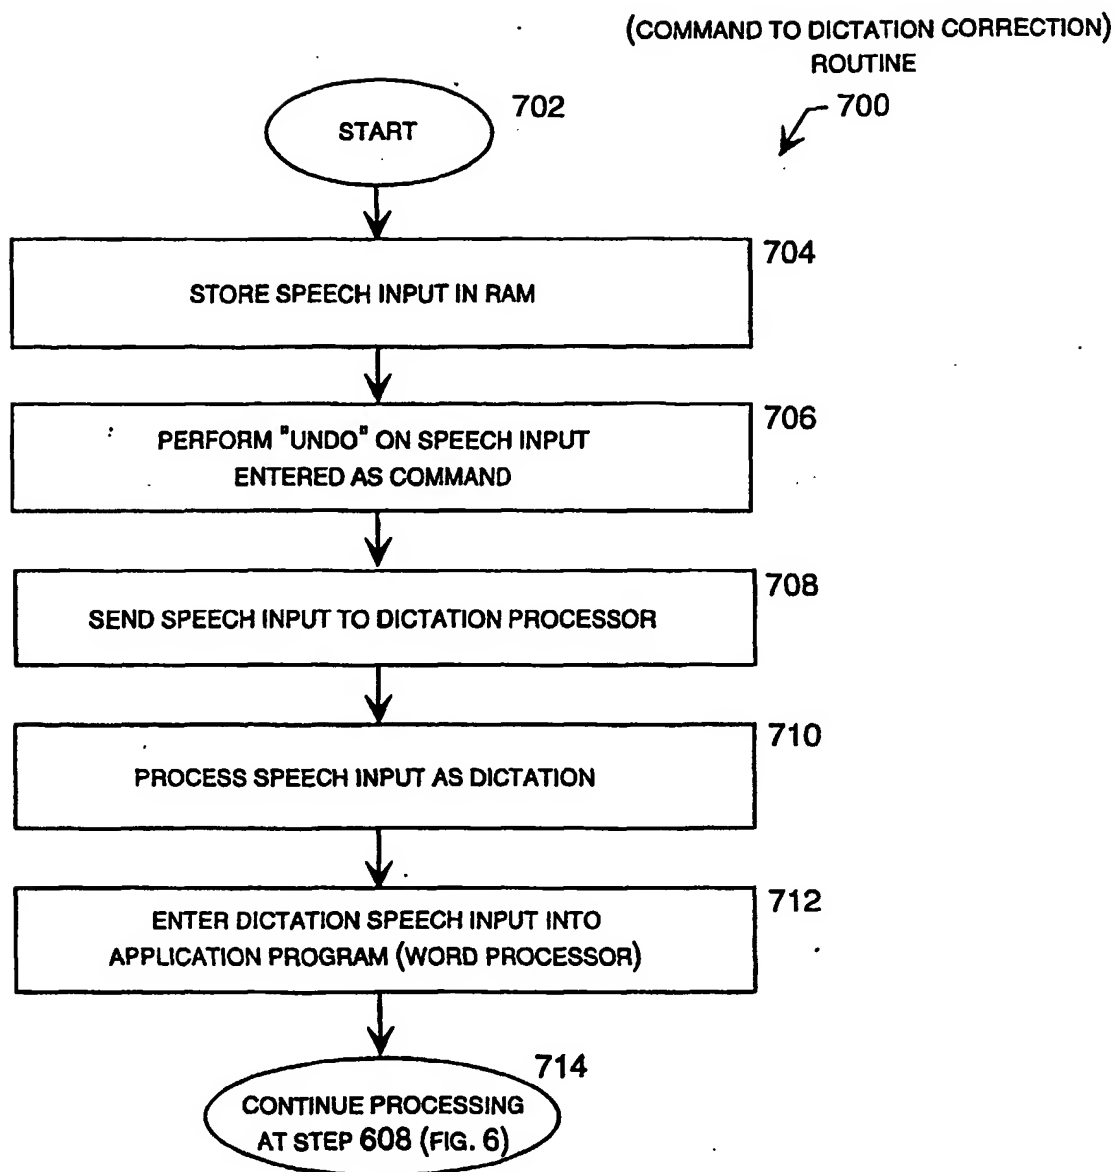 (COMMAND TO DICTATION CORRECTION)
ROUTINE
700
START
702
704
STORE SPEECH INPUT IN RAM
706
PERFORM "UNDO" ON SPEECH INPUT
ENTERED AS COMMAND
708
SEND SPEECH INPUT TO DICTATION PROCESSOR
710
PROCESS SPEECH INPUT AS DICTATION
712
ENTER DICTATION SPEECH INPUT INTO
APPLICATION PROGRAM (WORD PROCESSOR)
714
CONTINUE PROCESSING
AT STEP 608 (FIG. 6)